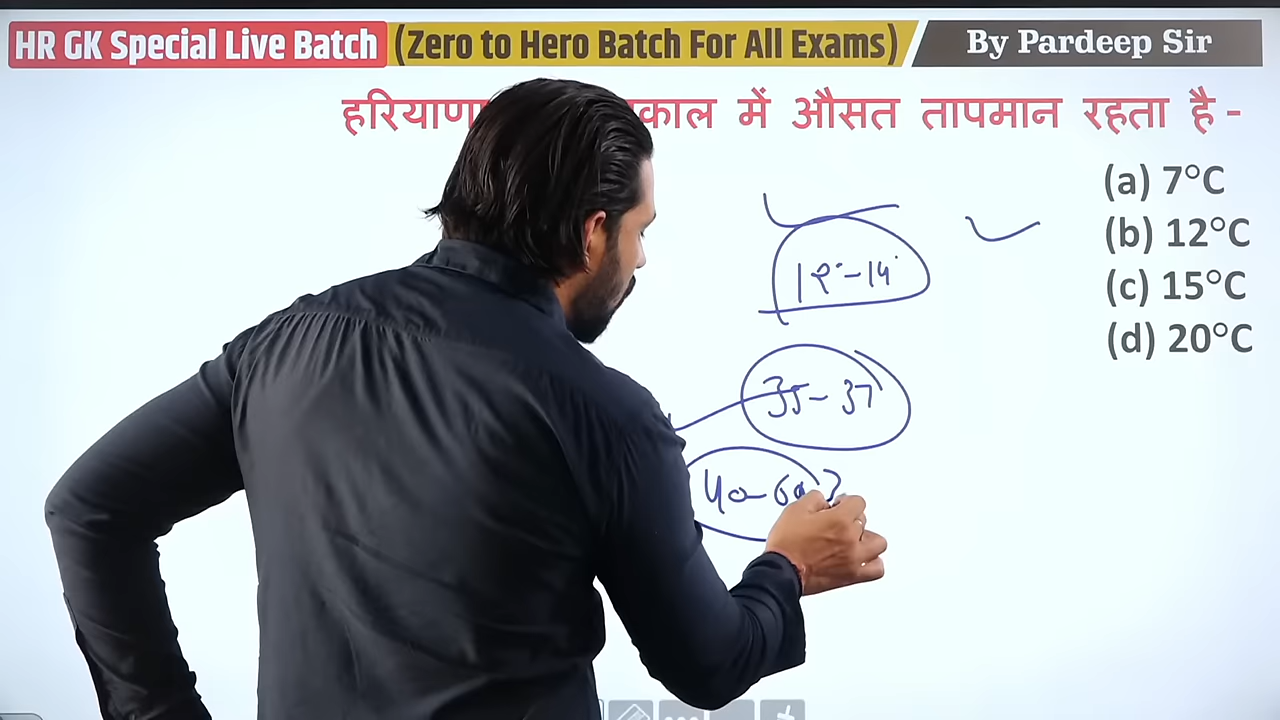 HR GK Special Live Batch (Zero to Hero Batch For All Exams) By Pardeep Sir
में औसत तापमान रहता है -
(a) 7°C
(b) 12°C
(c) 15°C
(d) 20°C
12°-14°
35-37